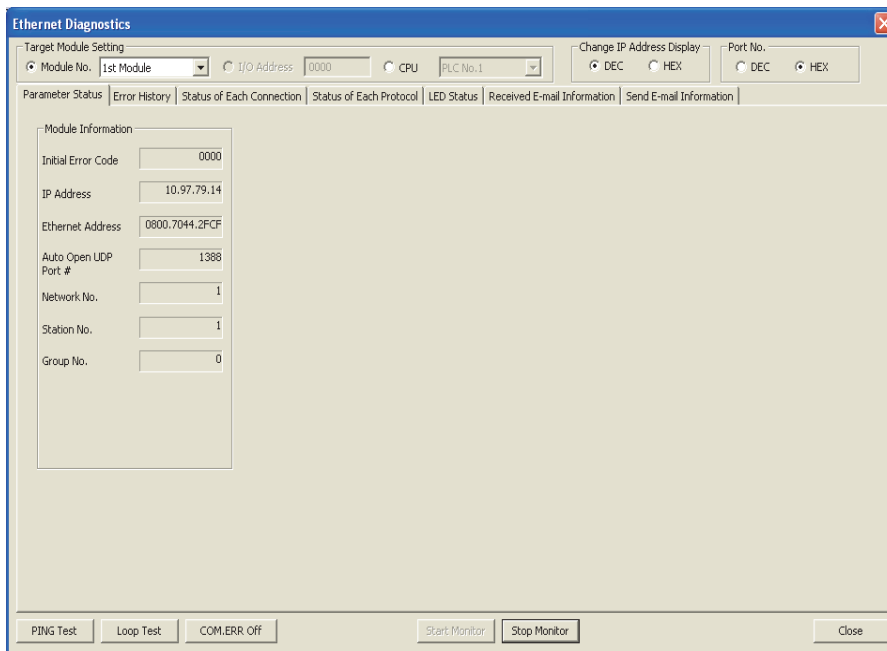 Ethernet Diagnostics
Target Module Setting
Module No. 1st Module I/O Address 0000 CPU PLC No.1
Change IP Address Display
DEC HEX
Port No.
DEC HEX
Parameter Status Error History Status of Each Connection Status of Each Protocol LED Status Received E-mail Information Send E-mail Information
Module Information
Initial Error Code 0000
IP Address 10.97.79.14
Ethernet Address 0800.7044.2FCF
Auto Open UDP
Port # 1388
Network No. 1
Station No. 1
Group No. 0
PING Test Loop Test COM.ERR Off Start Monitor Stop Monitor Close